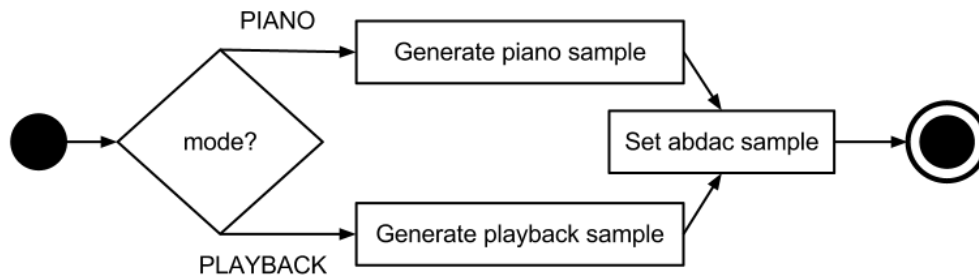 PIANO
Generate piano sample
mode?
Set abdac sample
Generate playback sample
PLAYBACK